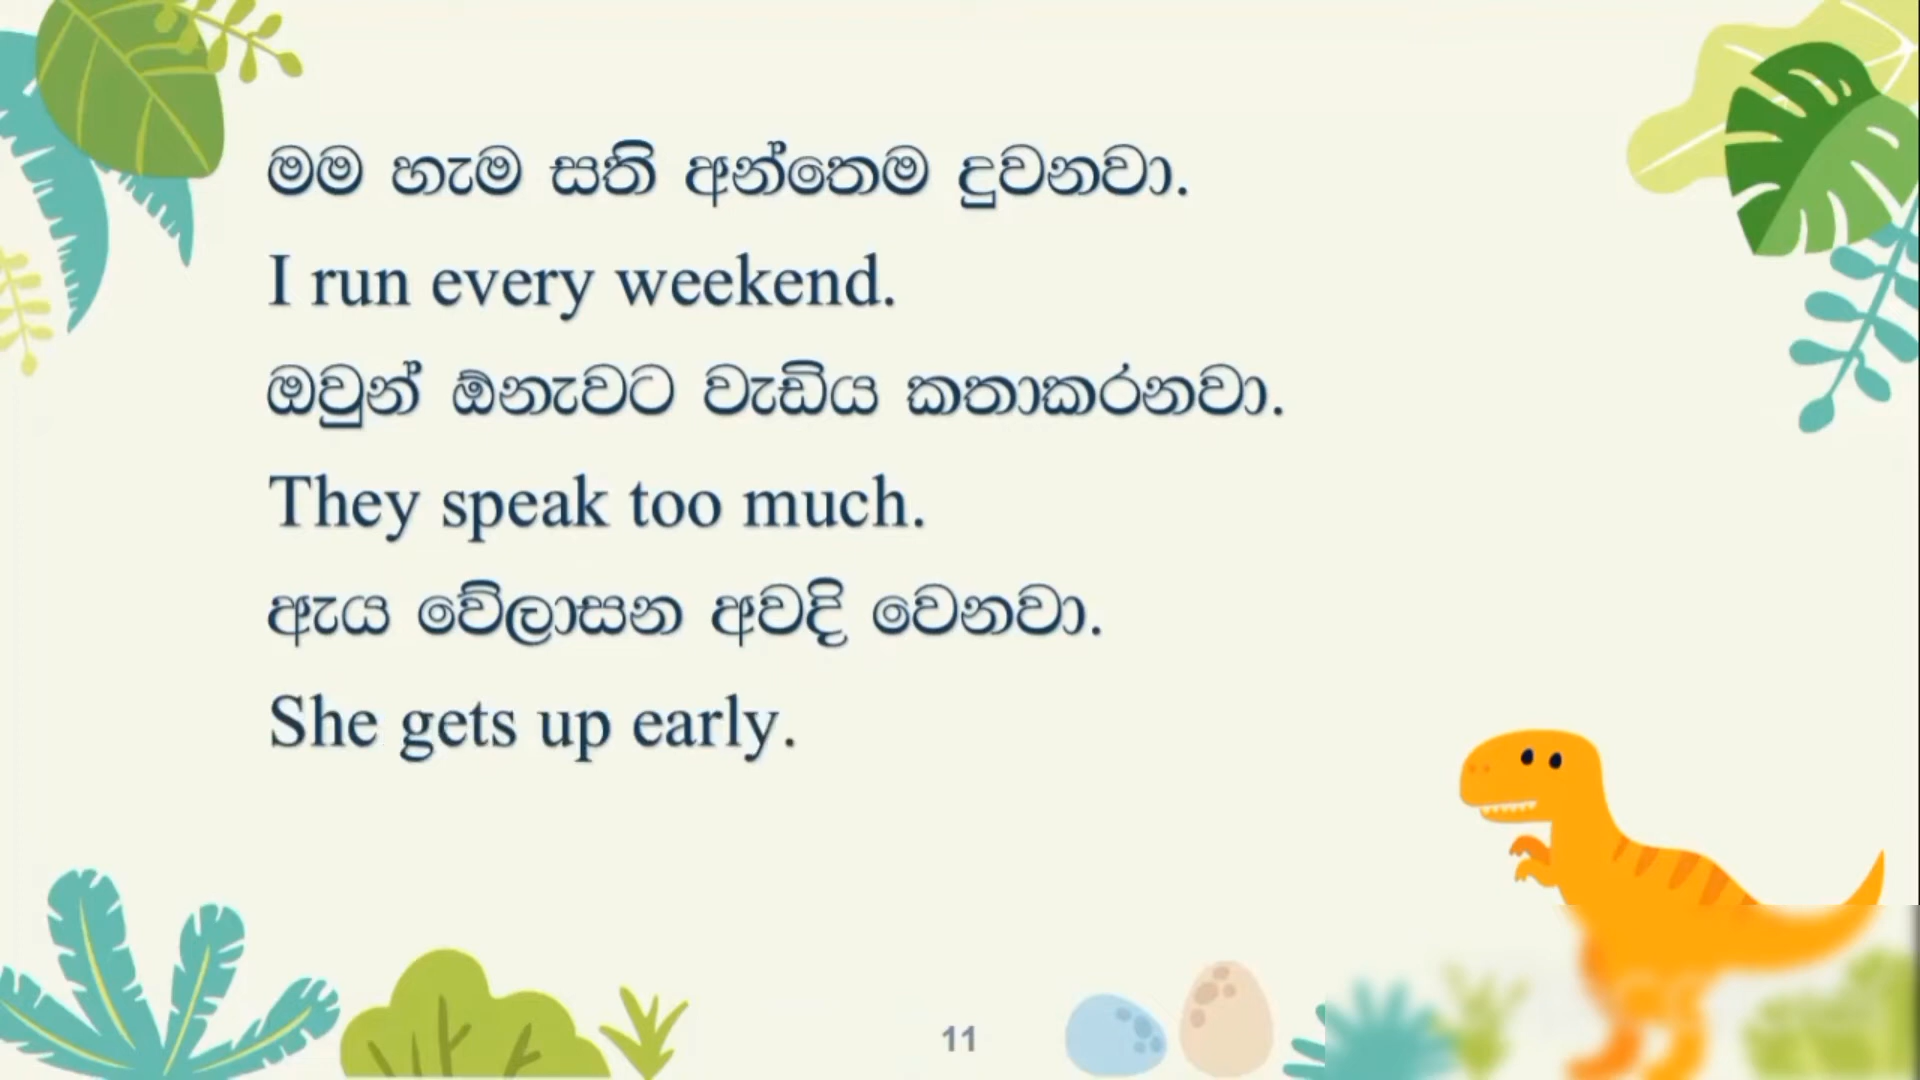 මම හැම සති අන්තෙම දුවනවා.
I run every weekend.
ඔවුන් ඕනැවට වැඩිය කතාකරනවා.
They speak too much.
ඇය වේලාසන අවදි වෙනවා.
She gets up early.
11